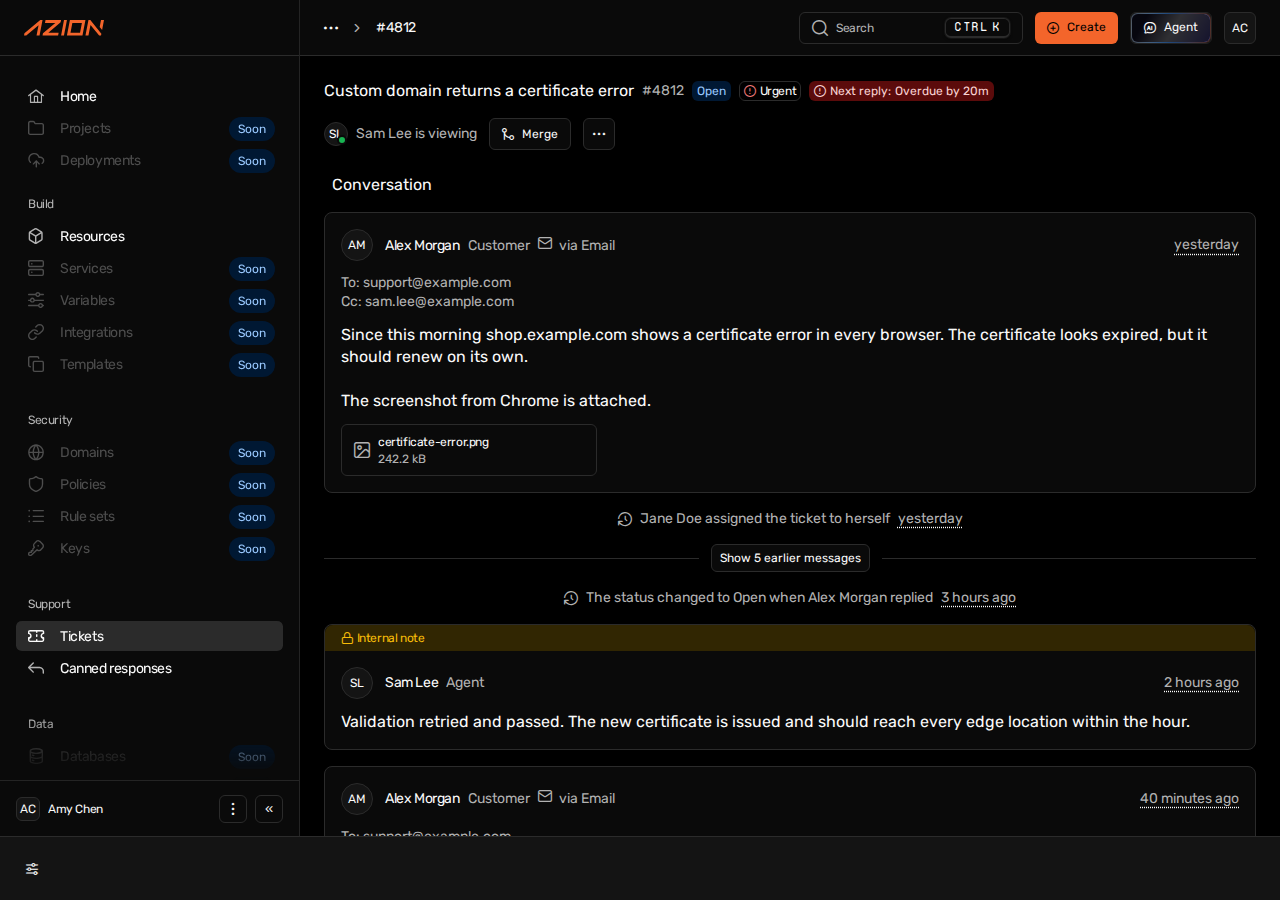 AZION
#4812
Search
CTRL K
Create
AI
Agent
AC
Home
Projects
Soon
Deployments
Soon
Build
Resources
Services
Soon
Variables
Soon
Integrations
Soon
Templates
Soon
Security
Domains
Soon
Policies
Soon
Rule sets
Soon
Keys
Soon
Support
Tickets
Canned responses
Data
Databases
Soon
AC
Amy Chen
Custom domain returns a certificate error #4812 Open Urgent Next reply: Overdue by 20m
Sam Lee is viewing
Merge
Conversation
AM
Alex Morgan Customer via Email
yesterday
To: support@example.com
Cc: sam.lee@example.com
Since this morning shop.example.com shows a certificate error in every browser. The certificate looks expired, but it
should renew on its own.
The screenshot from Chrome is attached.
certificate-error.png
242.2 kB
Jane Doe assigned the ticket to herself yesterday
Show 5 earlier messages
The status changed to Open when Alex Morgan replied 3 hours ago
Internal note
SL
Sam Lee Agent
2 hours ago
Validation retried and passed. The new certificate is issued and should reach every edge location within the hour.
AM
Alex Morgan Customer via Email
40 minutes ago
To: support@example.com